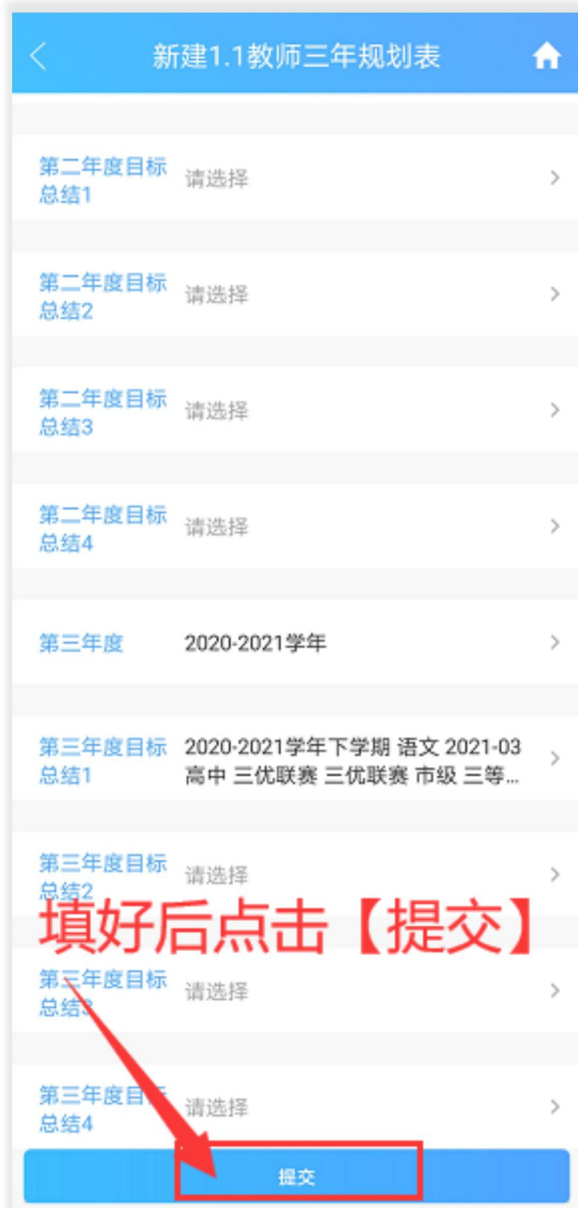 新建1.1教师三年规划表
第二年度目标
总结1
请选择
第二年度目标
总结2
请选择
第二年度目标
总结3
请选择
第二年度目标
总结4
请选择
第三年度
2020-2021学年
第三年度目标
总结1
2020-2021学年下学期 语文 2021-03
高中 三优联赛 三优联赛 市级 三等...
第三年度目标
总结2
请选择
填好后点击【提交】
第三年度目标
总结3
请选择
第三年度目标
总结4
请选择
提交